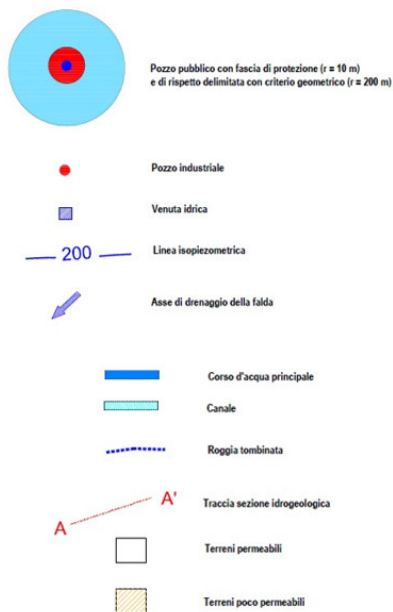 Pozzo pubblico con fascia di protezione (r = 10 m)
e di rispetto delimitata con criterio geometrico (r = 200 m)
Pozzo industriale
Venuta idrica
200
Linea isopiezometrica
Asse di drenaggio della falda
Corso d'acqua principale
Canale
Roggia tombinata
A A'
Traccia sezione idrogeologica
Terreni permeabili
Terreni poco permeabili